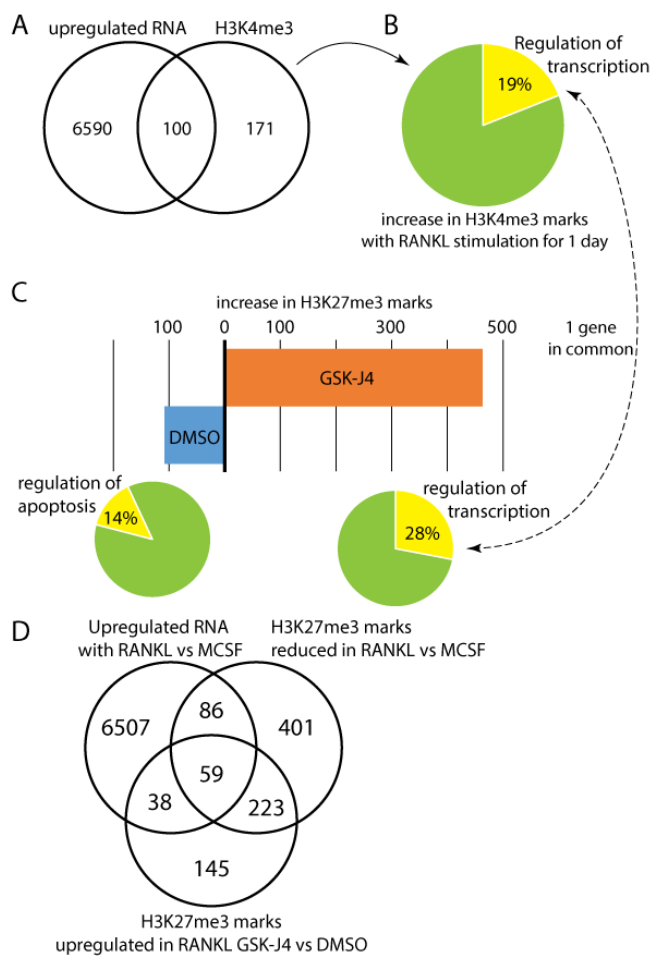 A
upregulated RNA
H3K4me3
6590
100
171
B
Regulation of
transcription
19%
increase in H3K4me3 marks
with RANKL stimulation for 1 day
C
increase in H3K27me3 marks
100 0 100 300 500
GSK-J4
DMSO
1 gene
in common
regulation of
apoptosis
14%
regulation of
transcription
28%
D
Upregulated RNA
with RANKL vs MCSF
H3K27me3 marks
reduced in RANKL vs MCSF
6507
86
401
59
38
223
145
H3K27me3 marks
upregulated in RANKL GSK-J4 vs DMSO